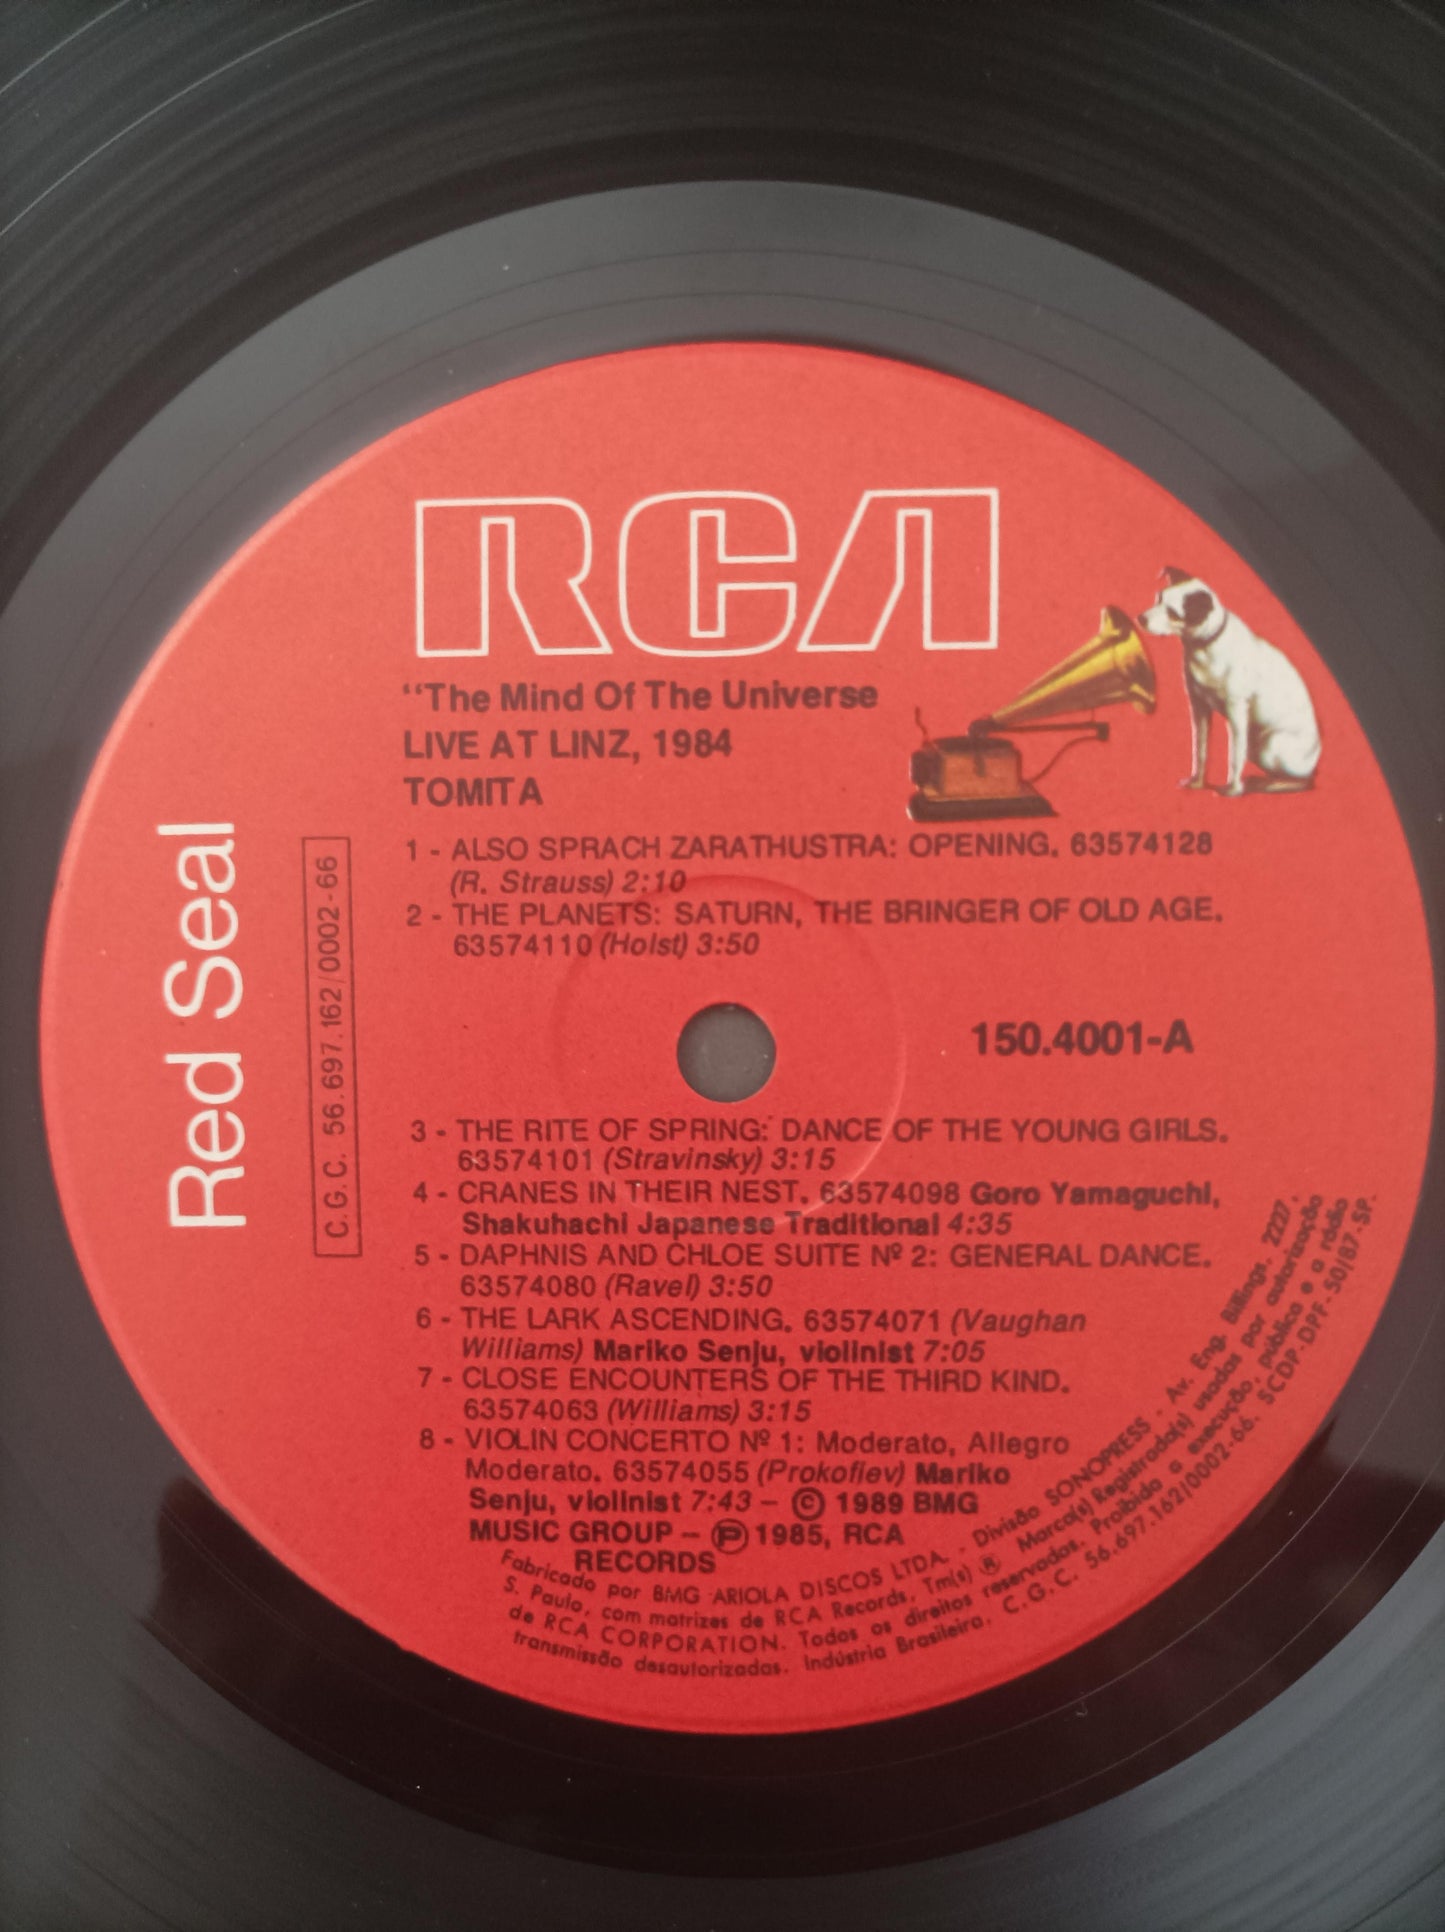 RCA
"The Mind Of The Universe
LIVE AT LINZ, 1984
TOMITA
1 - ALSO SPRACH ZARATHUSTRA: OPENING. 63574128
(R. Strauss) 2:10
2 - THE PLANETS: SATURN, THE BRINGER OF OLD AGE.
63574110 (Holst) 3:50
150.4001-A
3 - THE RITE OF SPRING: DANCE OF THE YOUNG GIRLS.
63574101 (Stravinsky) 3:15
4 - CRANES IN THEIR NEST. 63574098 Goro Yamaguchi,
Shakuhachi Japanese Traditional 4:35
5 - DAPHNIS AND CHLOE SUITE Nº 2: GENERAL DANCE.
63574080 (Ravel) 3:50
6 - THE LARK ASCENDING. 63574071 (Vaughan
Williams) Mariko Senju, violinist 7:05
7 - CLOSE ENCOUNTERS OF THE THIRD KIND.
63574063 (Williams) 3:15
8 - VIOLIN CONCERTO Nº 1: Moderato, Allegro
Moderato. 63574055 (Prokofiev) Mariko
Senju, violinist 7:43 – © 1989 BMG
MUSIC GROUP – ℗ 1985, RCA
RECORDS
Red Seal
C.G.C. 56.697.162/0002-66
Fabricado por BMG ARIOLA DISCOS LTDA. - Divisão SONOPRESS - Av. Eng. Billings, 2227,
S. Paulo, com matrizes de RCA Records, Tm(s) ® Marca(s) Registrada(s) usadas por autorização
de RCA CORPORATION. Todos os direitos reservados. Proibida a execução, pública e a rádio
transmissão desautorizadas. Indústria Brasileira. C.G.C. 56.697.162/0002-66. SCDP-DPF-50/87-SP.